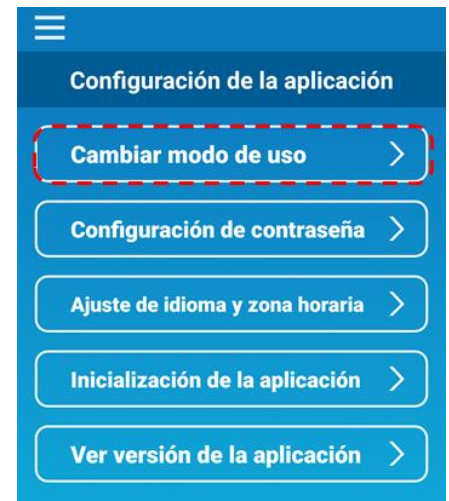 Configuración de la aplicación
Cambiar modo de uso
Configuración de contraseña
Ajuste de idioma y zona horaria
Inicialización de la aplicación
Ver versión de la aplicación